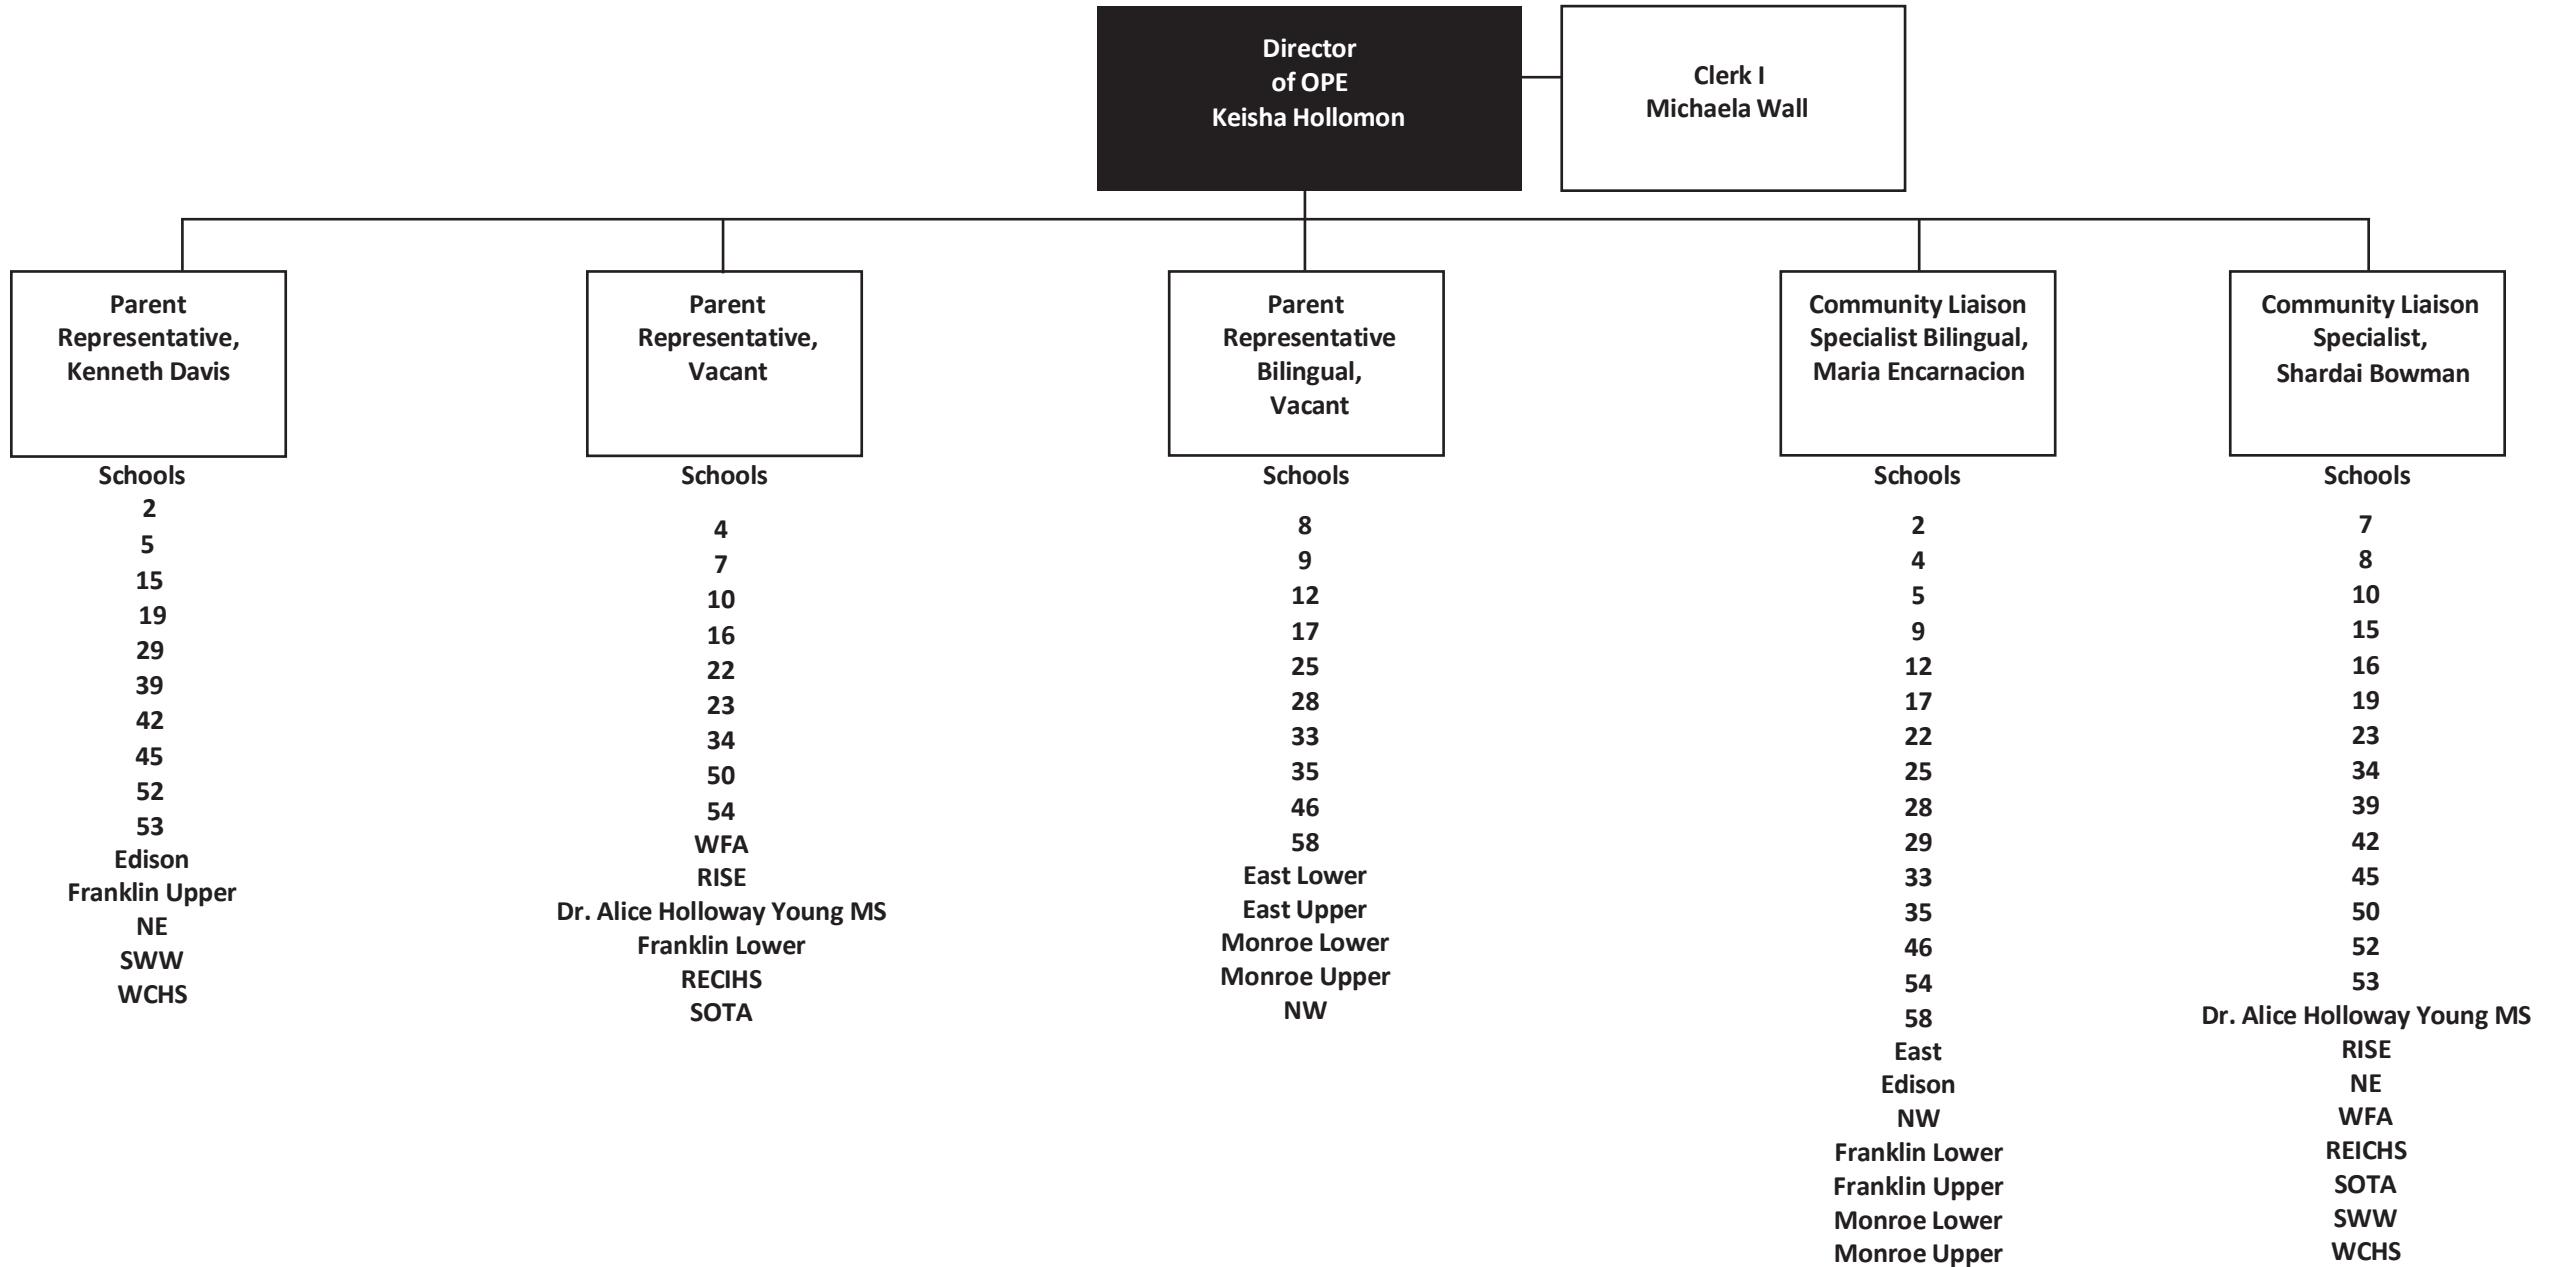 Director
of OPE
Keisha Hollomon
Clerk I
Michaela Wall
Parent
Representative,
Kenneth Davis
Schools
2
5
15
19
29
39
42
45
52
53
Edison
Franklin Upper
NE
SWW
WCHS
Parent
Representative,
Vacant
Schools
4
7
10
16
22
23
34
50
54
WFA
RISE
Dr. Alice Holloway Young MS
Franklin Lower
RECIHS
SOTA
Parent
Representative
Bilingual,
Vacant
Schools
8
9
12
17
25
28
33
35
46
58
East Lower
East Upper
Monroe Lower
Monroe Upper
NW
Community Liaison
Specialist Bilingual,
Maria Encarnacion
Schools
2
4
5
9
12
17
22
25
28
29
33
35
46
54
58
East
Edison
NW
Franklin Lower
Franklin Upper
Monroe Lower
Monroe Upper
Community Liaison
Specialist,
Shardai Bowman
Schools
7
8
10
15
16
19
23
34
39
42
45
50
52
53
Dr. Alice Holloway Young MS
RISE
NE
WFA
REICHS
SOTA
SWW
WCHS